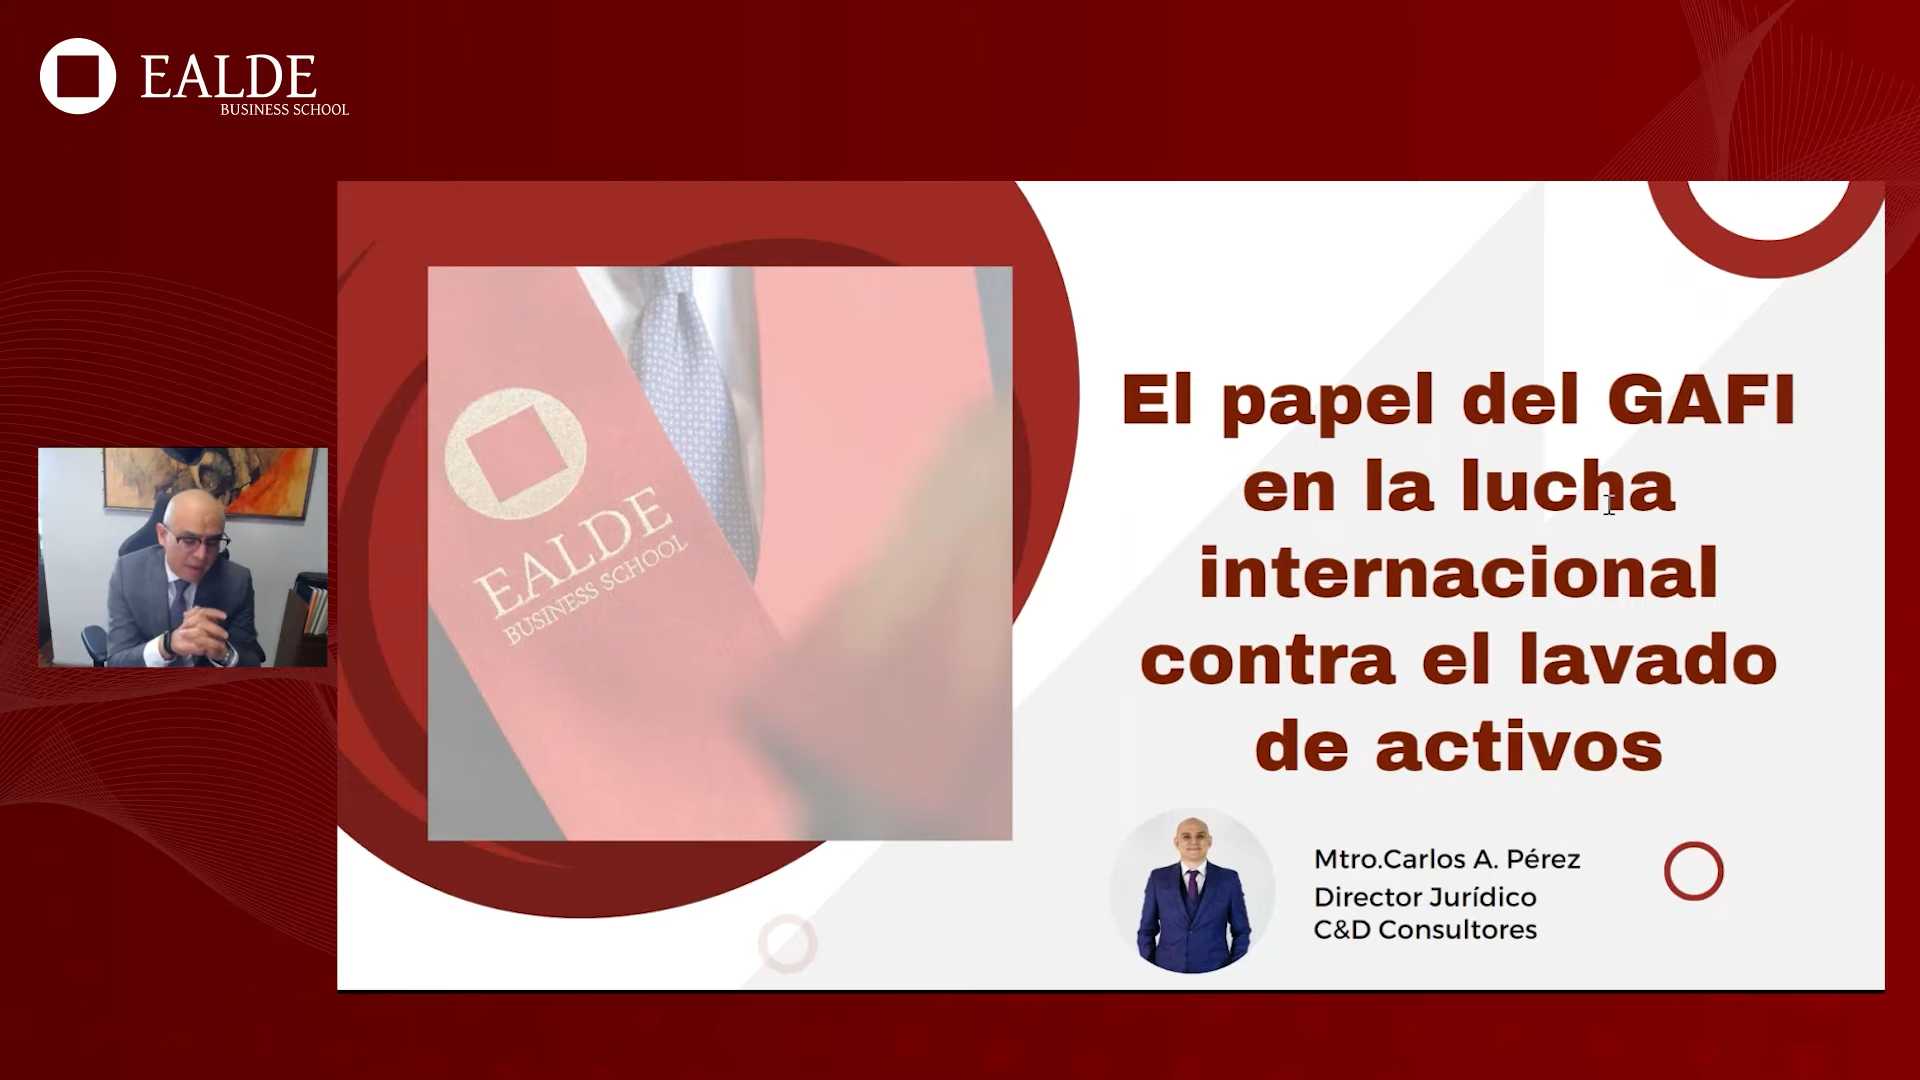 EALDE
BUSINESS SCHOOL
EALDE
BUSINESS SCHOOL
El papel del GAFI
en la lucha
internacional
contra el lavado
de activos
Mtro.Carlos A. Pérez
Director Jurídico
C&D Consultores